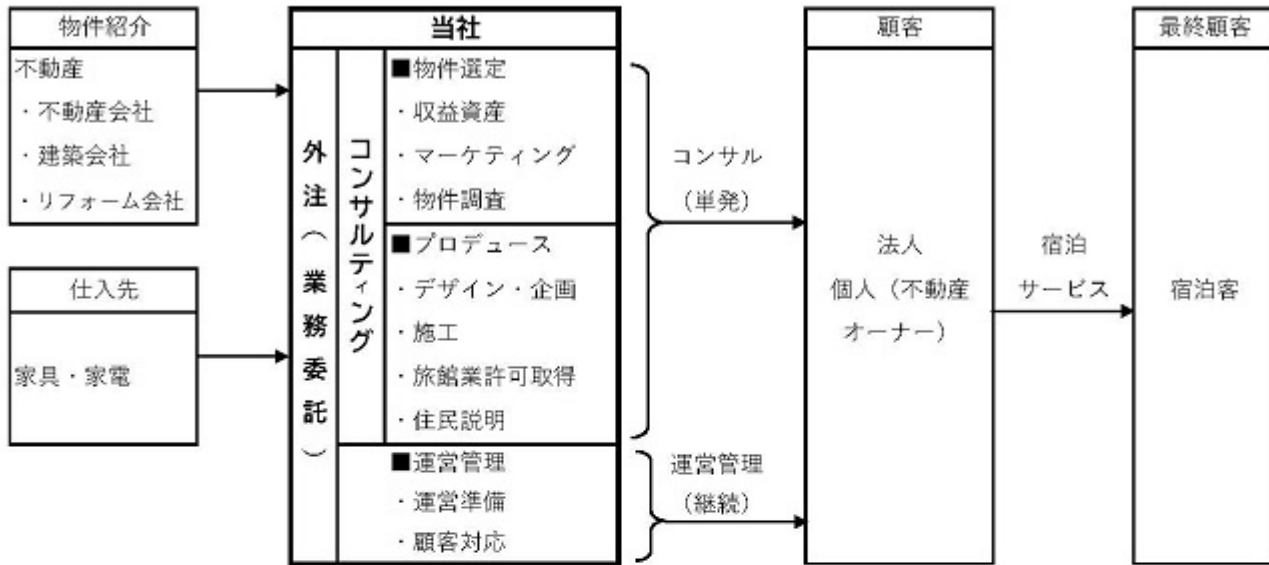 物件紹介
不動産
・不動産会社
・建築会社
・リフォーム会社
仕入先
家具・家電
当社
外注（業務委託）
コンサルティング
■物件選定
・収益資産
・マーケティング
・物件調査
■プロデュース
・デザイン・企画
・施工
・旅館業許可取得
・住民説明
■運営管理
・運営準備
・顧客対応
コンサル
（単発）
運営管理
（継続）
顧客
法人
個人（不動産
オーナー）
宿泊
サービス
最終顧客
宿泊客